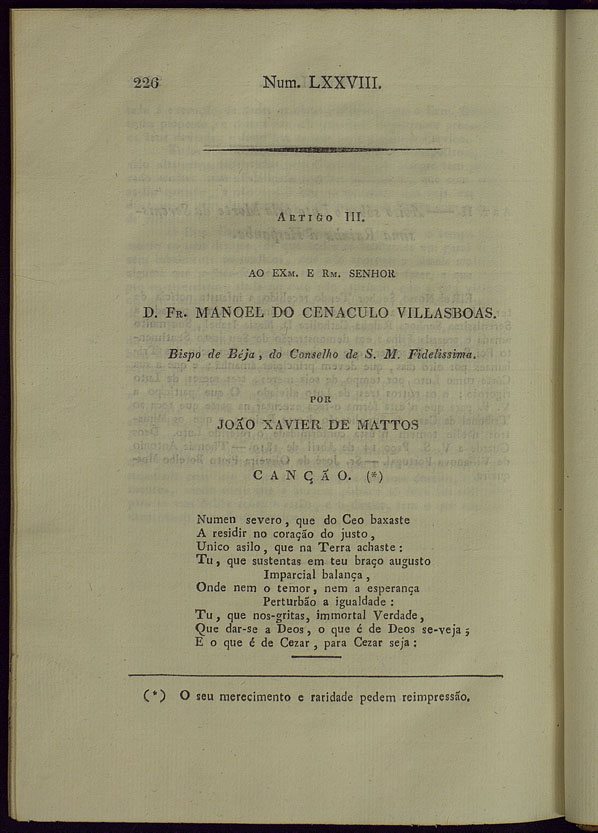 226 Num. LXXVIII.
ARTIGO III.
AO EXM. E RM. SENHOR
D. FR. MANOEL DO CENACULO VILLASBOAS.
Bispo de Béja, do Conselho de S. M. Fidelissima.
POR
JOÃO XAVIER DE MATTOS
CANÇÃO. (*)
Numen severo, que do Ceo baxaste
A residir no coração do justo,
Unico asilo, que na Terra achaste:
Tu, que sustentas em teu braço augusto
Imparcial balança,
Onde nem o temor, nem a esperança
Perturbão a igualdade:
Tu, que nos-gritas, immortal Verdade,
Que dar-se a Deos, o que é de Deos se-veja;
E o que é de Cezar, para Cezar seja:
(*) O seu merecimento e raridade pedem reimpressão.